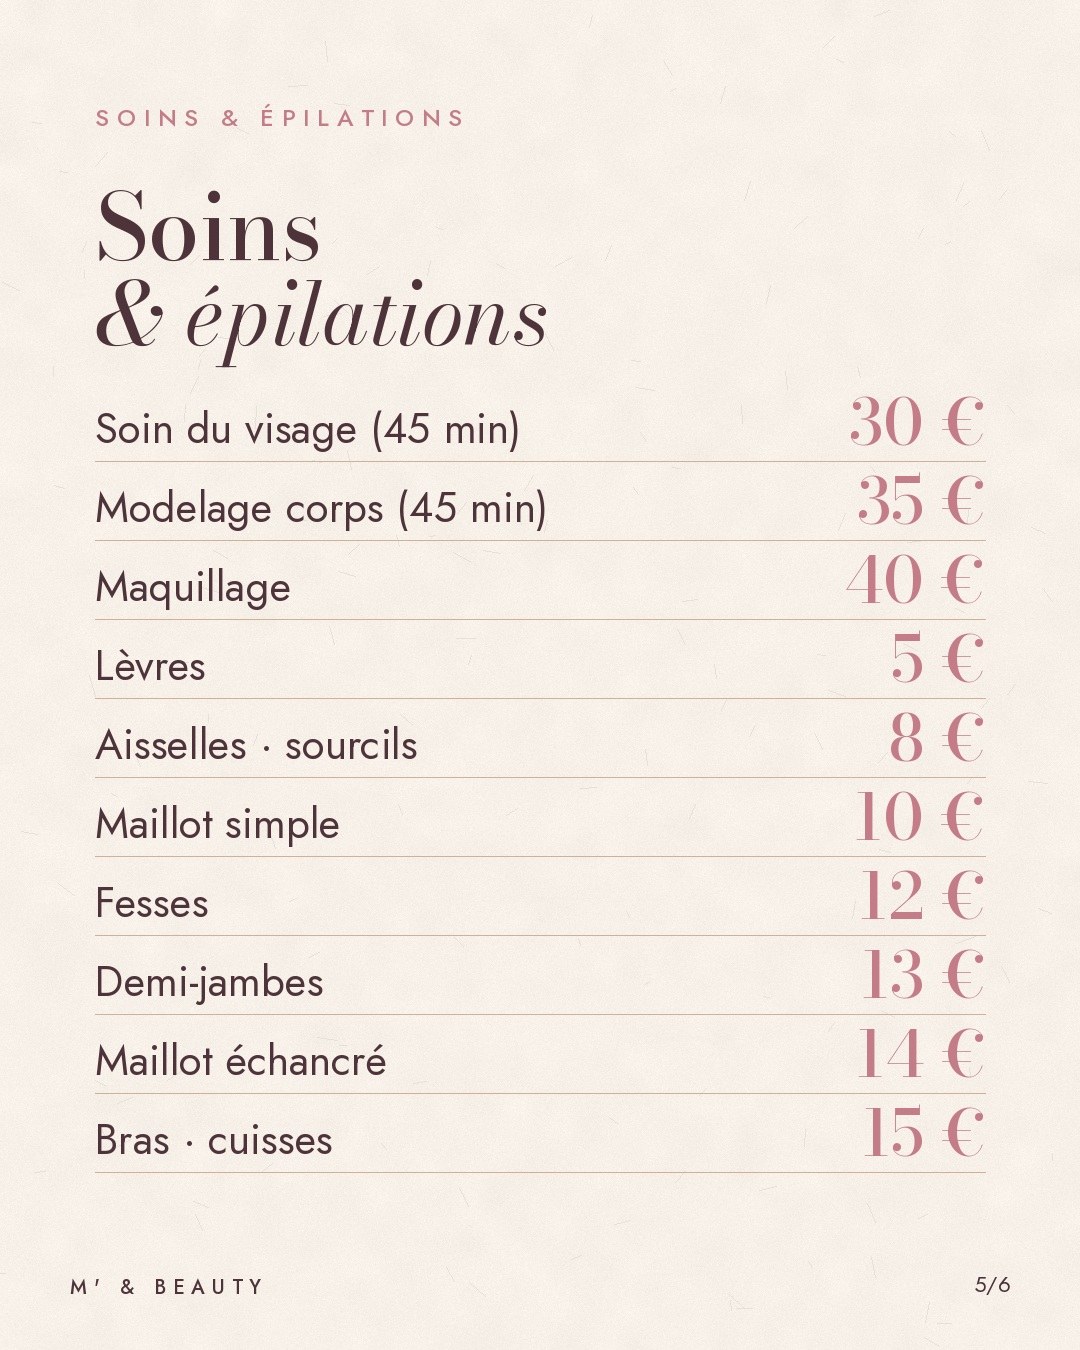 SOINS & ÉPILATIONS
Soins
& épilations
Soin du visage (45 min) 30 €
Modelage corps (45 min) 35 €
Maquillage 40 €
Lèvres 5 €
Aisselles · sourcils 8 €
Maillot simple 10 €
Fesses 12 €
Demi-jambes 13 €
Maillot échancré 14 €
Bras · cuisses 15 €
M' & BEAUTY 5/6